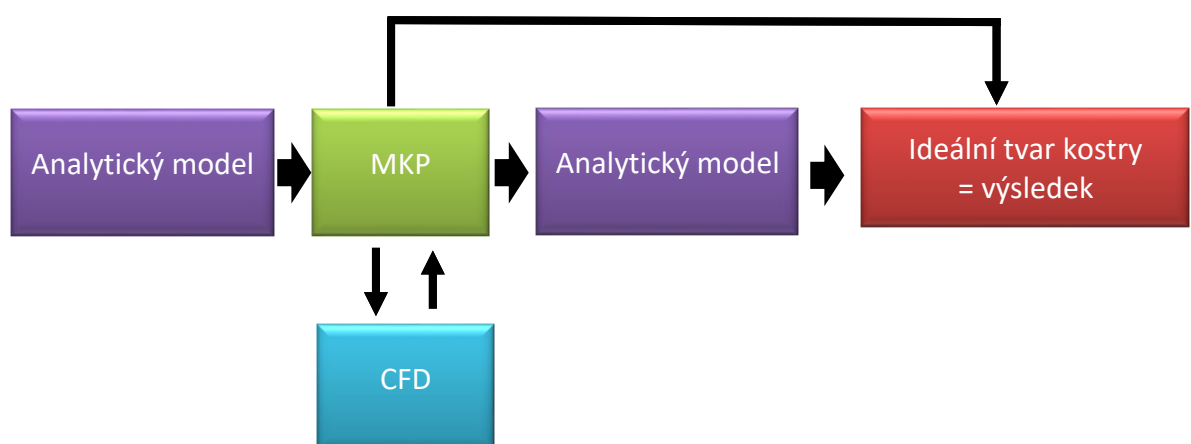 Analytický model
MKP
Analytický model
Ideální tvar kostry
= výsledek
CFD